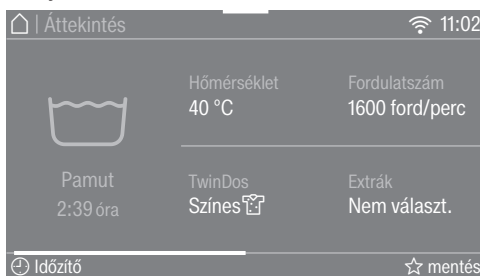 | Áttekintés
11:02
Hőmérséklet
40 °C
Fordulatszám
1600 ford/perc
Pamut
2:39 óra
TwinDos
Színes
Extrák
Nem választ.
Időzítő
mentés